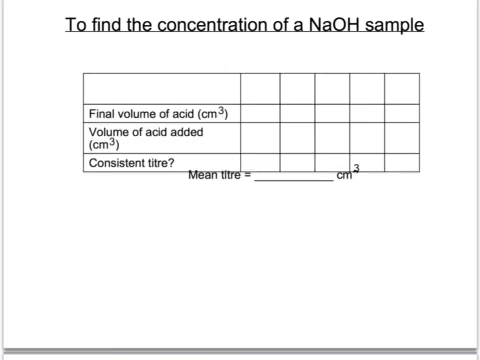 To find the concentration of a NaOH sample
Final volume of acid (cm3)
Volume of acid added
(cm3)
Consistent titre?
Mean titre = ____________ cm3